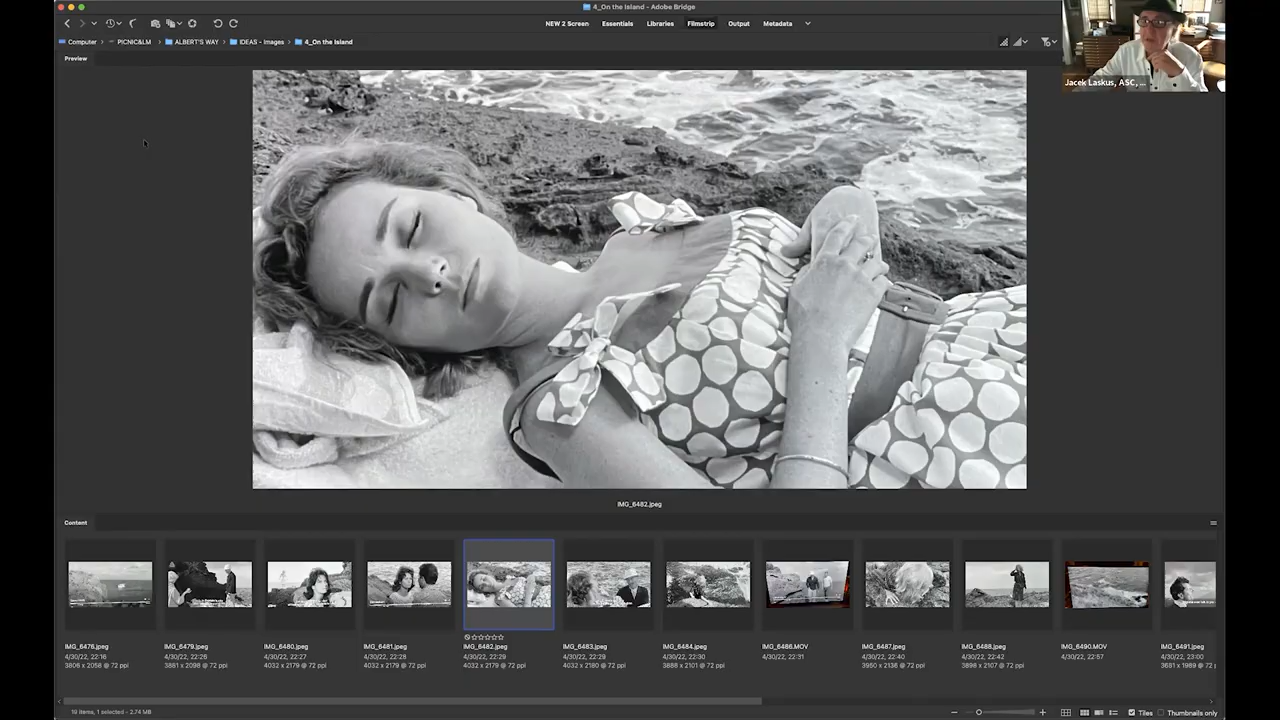 4_On the Island - Adobe Bridge
NEW 2 Screen Essentials Libraries Filmstrip Output Metadata
Computer PICNIC&LM ALBERT'S WAY IDEAS - Images 4_On the Island
Jacek Laskus, ASC, ...
Preview
IMG_6482.jpeg
Content
IMG_6476.jpeg IMG_6479.jpeg IMG_6480.jpeg IMG_6481.jpeg IMG_6482.jpeg IMG_6483.jpeg IMG_6484.jpeg IMG_6486.MOV IMG_6487.jpeg IMG_6488.jpeg IMG_6490.MOV IMG_6491.jpeg
4/30/22, 22:16 4/30/22, 22:26 4/30/22, 22:27 4/30/22, 22:28 4/30/22, 22:29 4/30/22, 22:29 4/30/22, 22:30 4/30/22, 22:31 4/30/22, 22:40 4/30/22, 22:42 4/30/22, 22:57 4/30/22, 23:00
3806 x 2058 @ 72 ppi 3881 x 2098 @ 72 ppi 4032 x 2179 @ 72 ppi 4032 x 2179 @ 72 ppi 4032 x 2179 @ 72 ppi 4032 x 2180 @ 72 ppi 3888 x 2101 @ 72 ppi 3950 x 2138 @ 72 ppi 3898 x 2107 @ 72 ppi 3681 x 1989 @ 72 p
19 items, 1 selected - 2.74 MB Tiles Thumbnails only